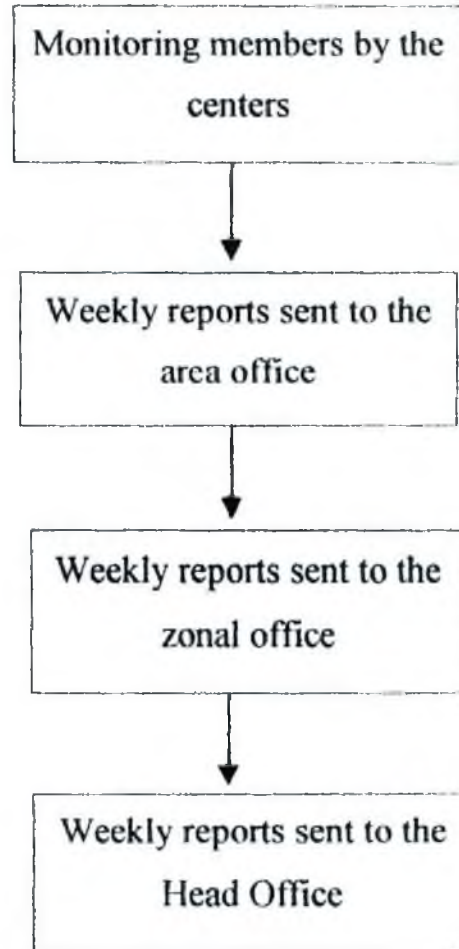 Monitoring members by the
centers
Weekly reports sent to the
area office
Weekly reports sent to the
zonal office
Weekly reports sent to the
Head Office